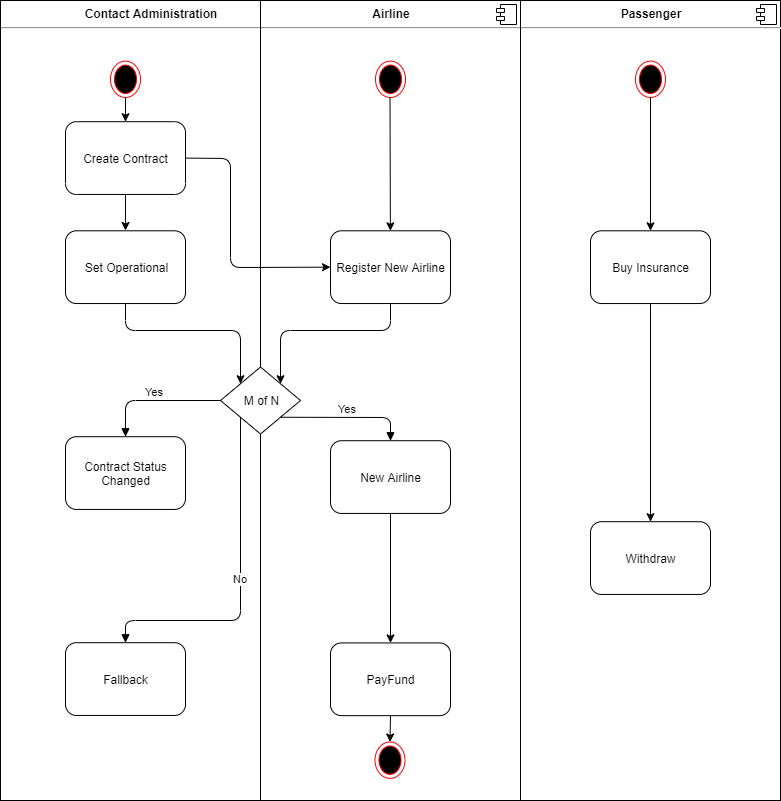 Contact Administration
Airline
Passenger
Create Contract
Set Operational
Register New Airline
Buy Insurance
M of N
Yes
Yes
Contract Status
Changed
New Airline
Withdraw
No
Fallback
PayFund